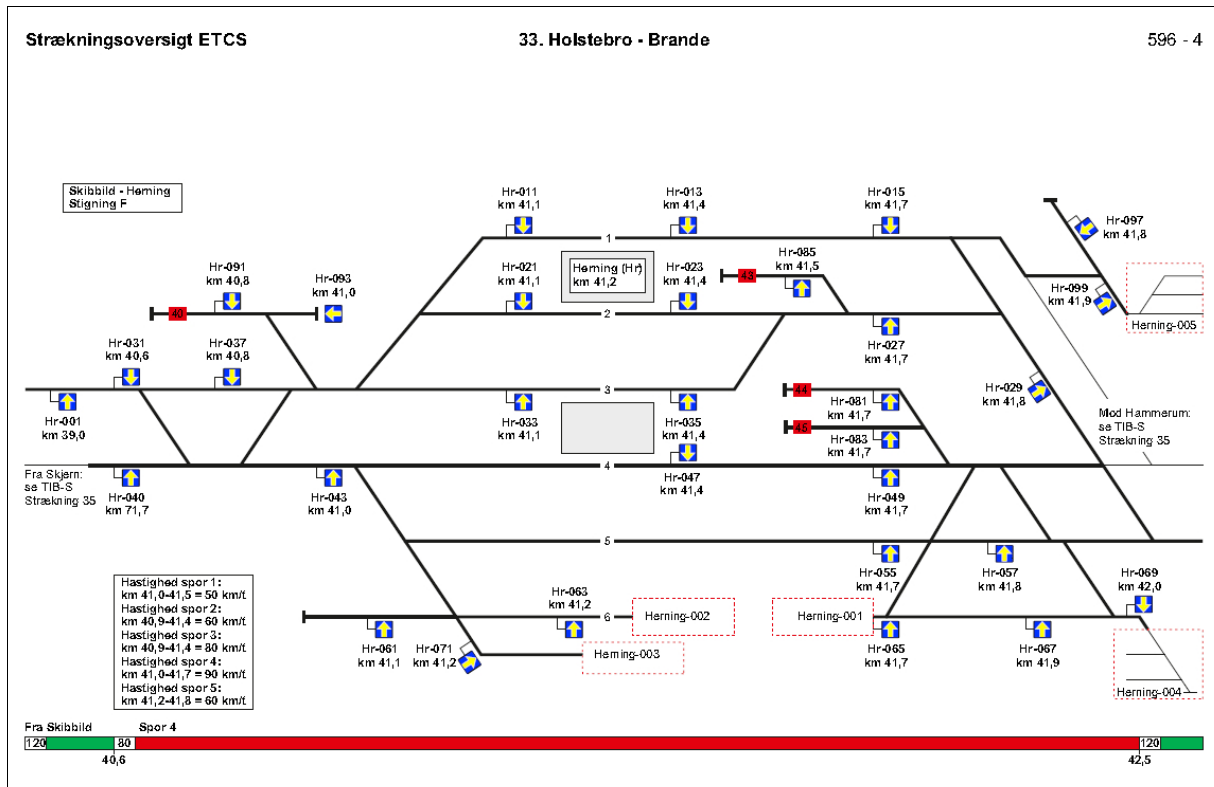 Strækningsoversigt ETCS
33. Holstebro - Brande
596 - 4
Skibbild - Herning
Stigning F
Hr-011
km 41,1
Hr-013
km 41,4
Hr-015
km 41,7
Hr-097
km 41,8
1
Hr-091
km 40,8
Hr-093
km 41,0
Hr-021
km 41,1
Herning (Hr)
km 41,2
Hr-023
km 41,4
Hr-085
km 41,5
43
Hr-099
km 41,9
40
2
Herning-005
Hr-031
km 40,6
Hr-037
km 40,8
Hr-027
km 41,7
3
Hr-001
km 39,0
Hr-033
km 41,1
Hr-035
km 41,4
44
Hr-081
km 41,7
Hr-029
km 41,8
45
Hr-083
km 41,7
Mod Hammerum:
se TIB-S
Strækning 35
4
Fra Skjern:
se TIB-S
Strækning 35
Hr-040
km 71,7
Hr-043
km 41,0
Hr-047
km 41,4
Hr-049
km 41,7
5
Hr-055
km 41,7
Hr-057
km 41,8
Hr-069
km 42,0
Hastighed spor 1:
km 41,0-41,5 = 50 km/t
Hastighed spor 2:
km 40,9-41,4 = 60 km/t
Hastighed spor 3:
km 40,9-41,4 = 80 km/t
Hastighed spor 4:
km 41,0-41,7 = 90 km/t
Hastighed spor 5:
km 41,2-41,8 = 60 km/t
Hr-063
km 41,2
6
Herning-002
Herning-001
Hr-061
km 41,1
Hr-071
km 41,2
Herning-003
Hr-065
km 41,7
Hr-067
km 41,9
Herning-004
Fra Skibbild
Spor 4
120
80
120
40,6
42,5